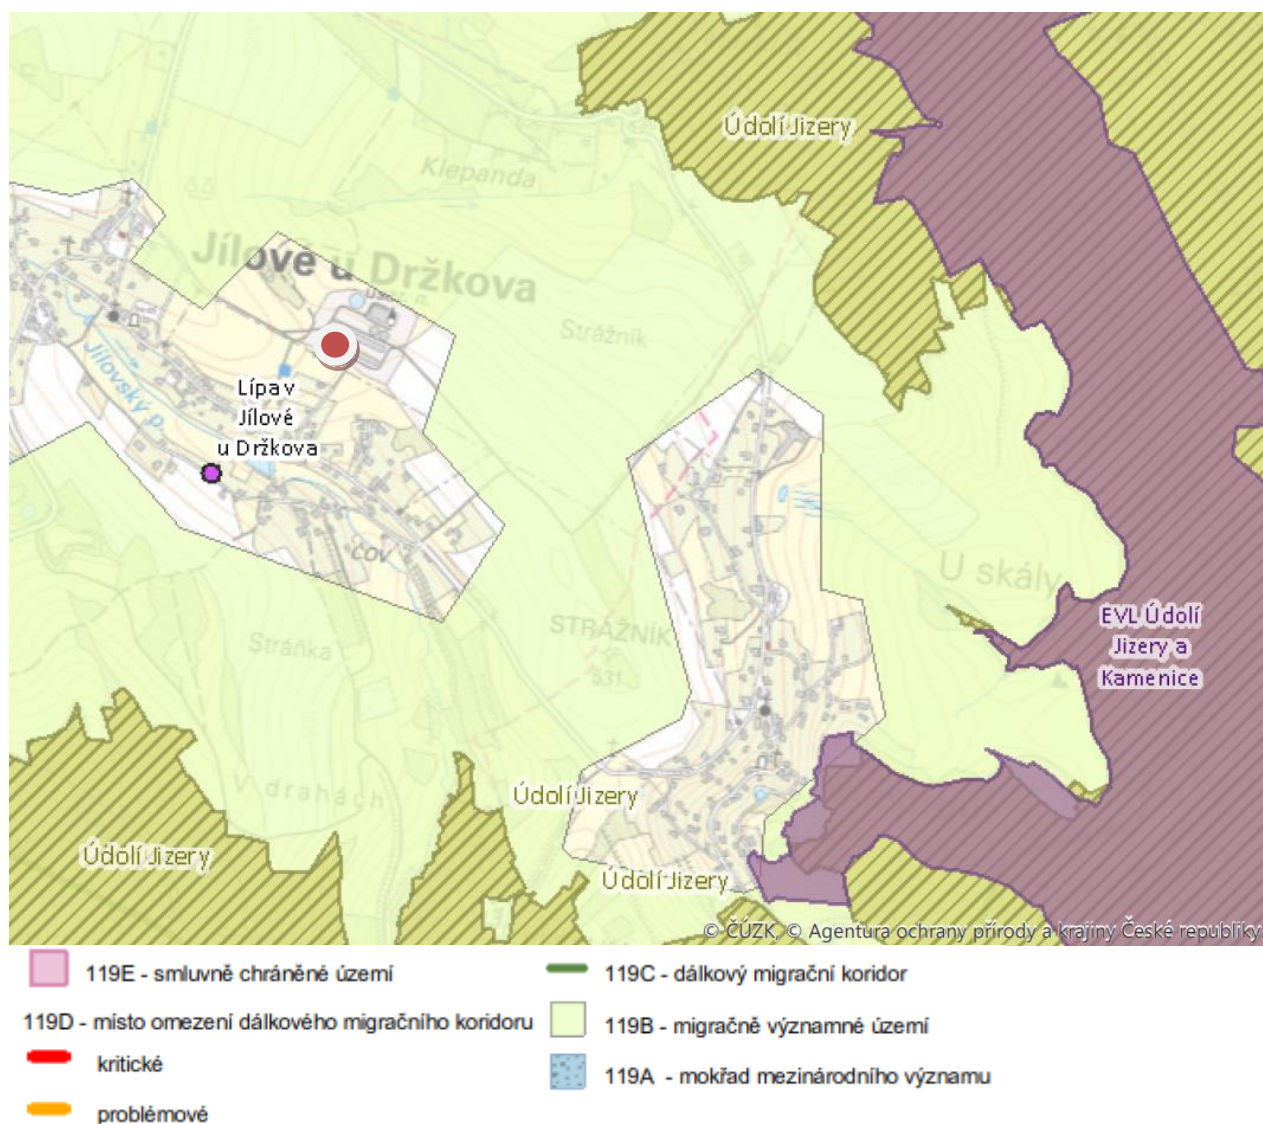 Údolí Jizery
Klepanda
Jílové u Držkova
Strážník
Jílovský p.
Lípa v
Jílové
u Držkova
ČOV
U skály
STRÁŽNÍK
531
Stráňka
EVL Údolí
Jizery a
Kamenice
V drahách
Údolí Jizery
Údolí Jizery
Údolí Jizery
© ČÚZK, © Agentura ochrany přírody a krajiny České republiky
119E - smluvně chráněné území
119C - dálkový migrační koridor
119D - místo omezení dálkového migračního koridoru
119B - migračně významné území
kritické
119A - mokřad mezinárodního významu
problémové